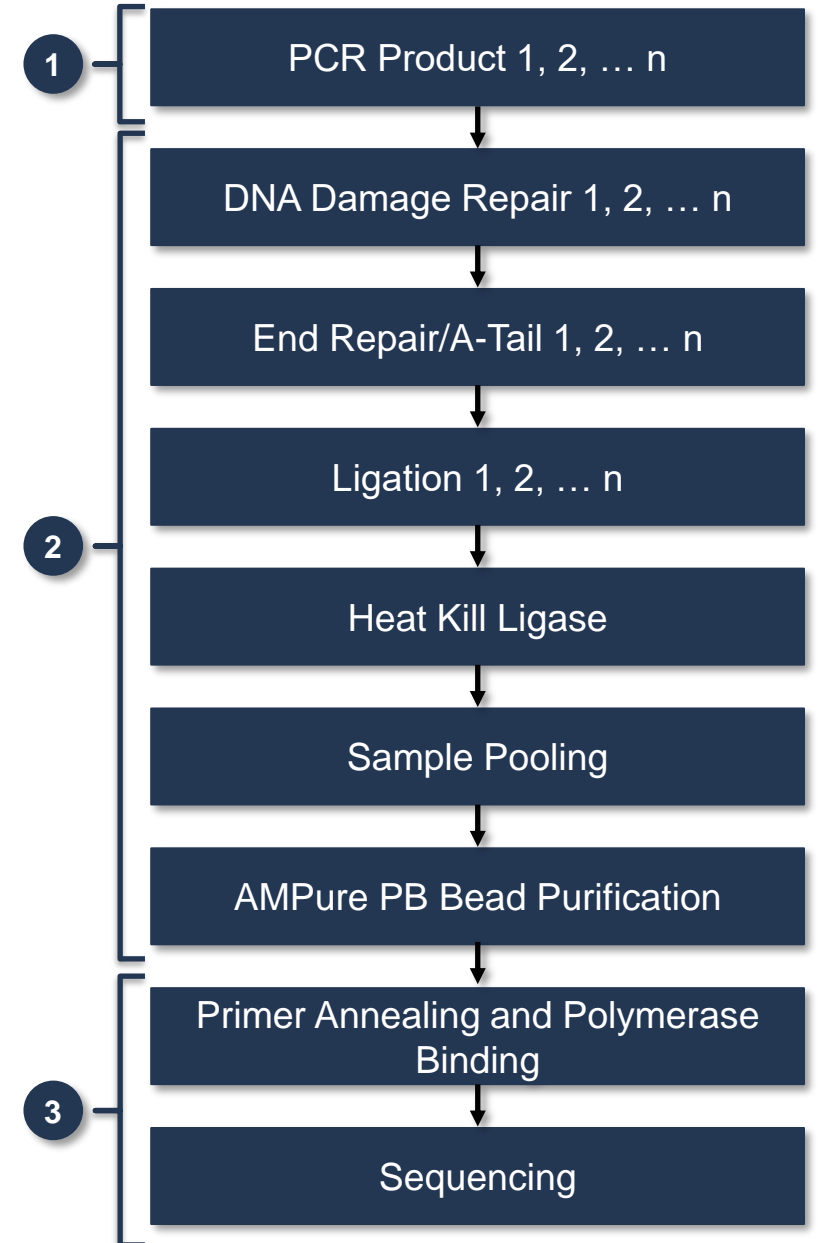 1
PCR Product 1, 2, … n
DNA Damage Repair 1, 2, … n
End Repair/A-Tail 1, 2, … n
Ligation 1, 2, … n
2
Heat Kill Ligase
Sample Pooling
AMPure PB Bead Purification
Primer Annealing and Polymerase
Binding
3
Sequencing